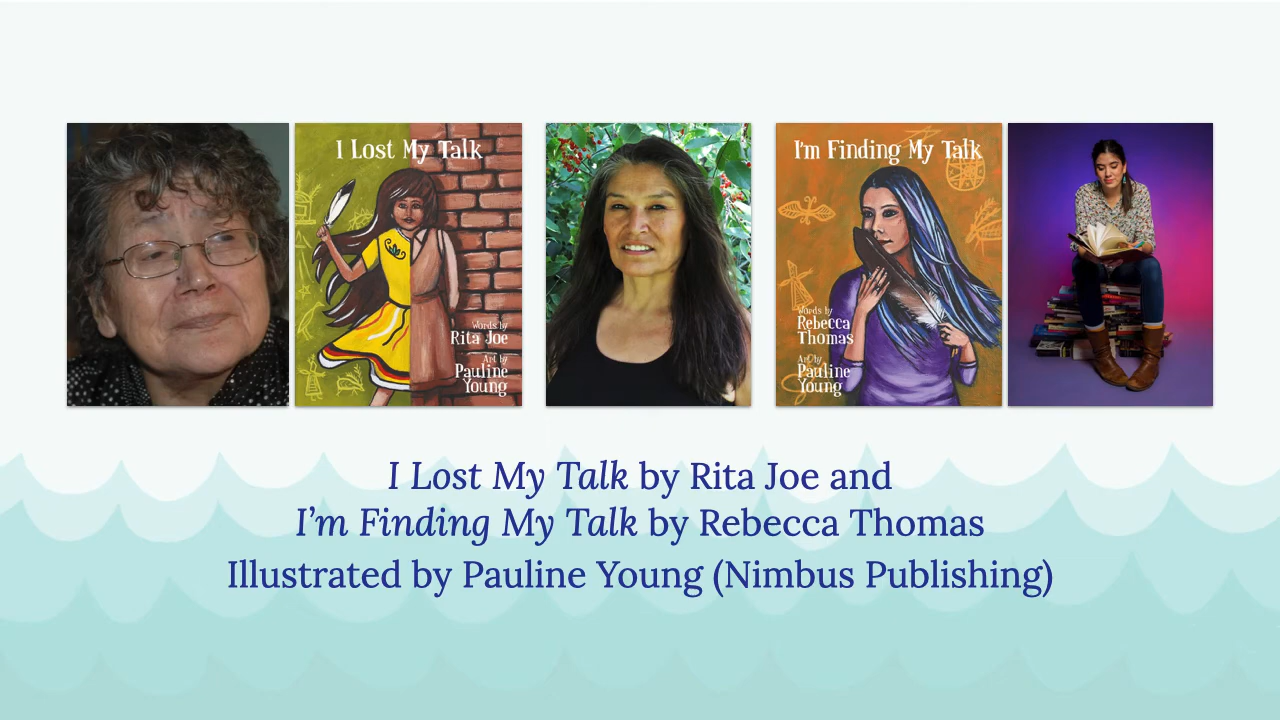 I Lost My Talk
Words by
Rita Joe
Art by
Pauline
Young
I'm Finding My Talk
Words by
Rebecca
Thomas
Art by
Pauline
Young
I Lost My Talk by Rita Joe and
I’m Finding My Talk by Rebecca Thomas
Illustrated by Pauline Young (Nimbus Publishing)